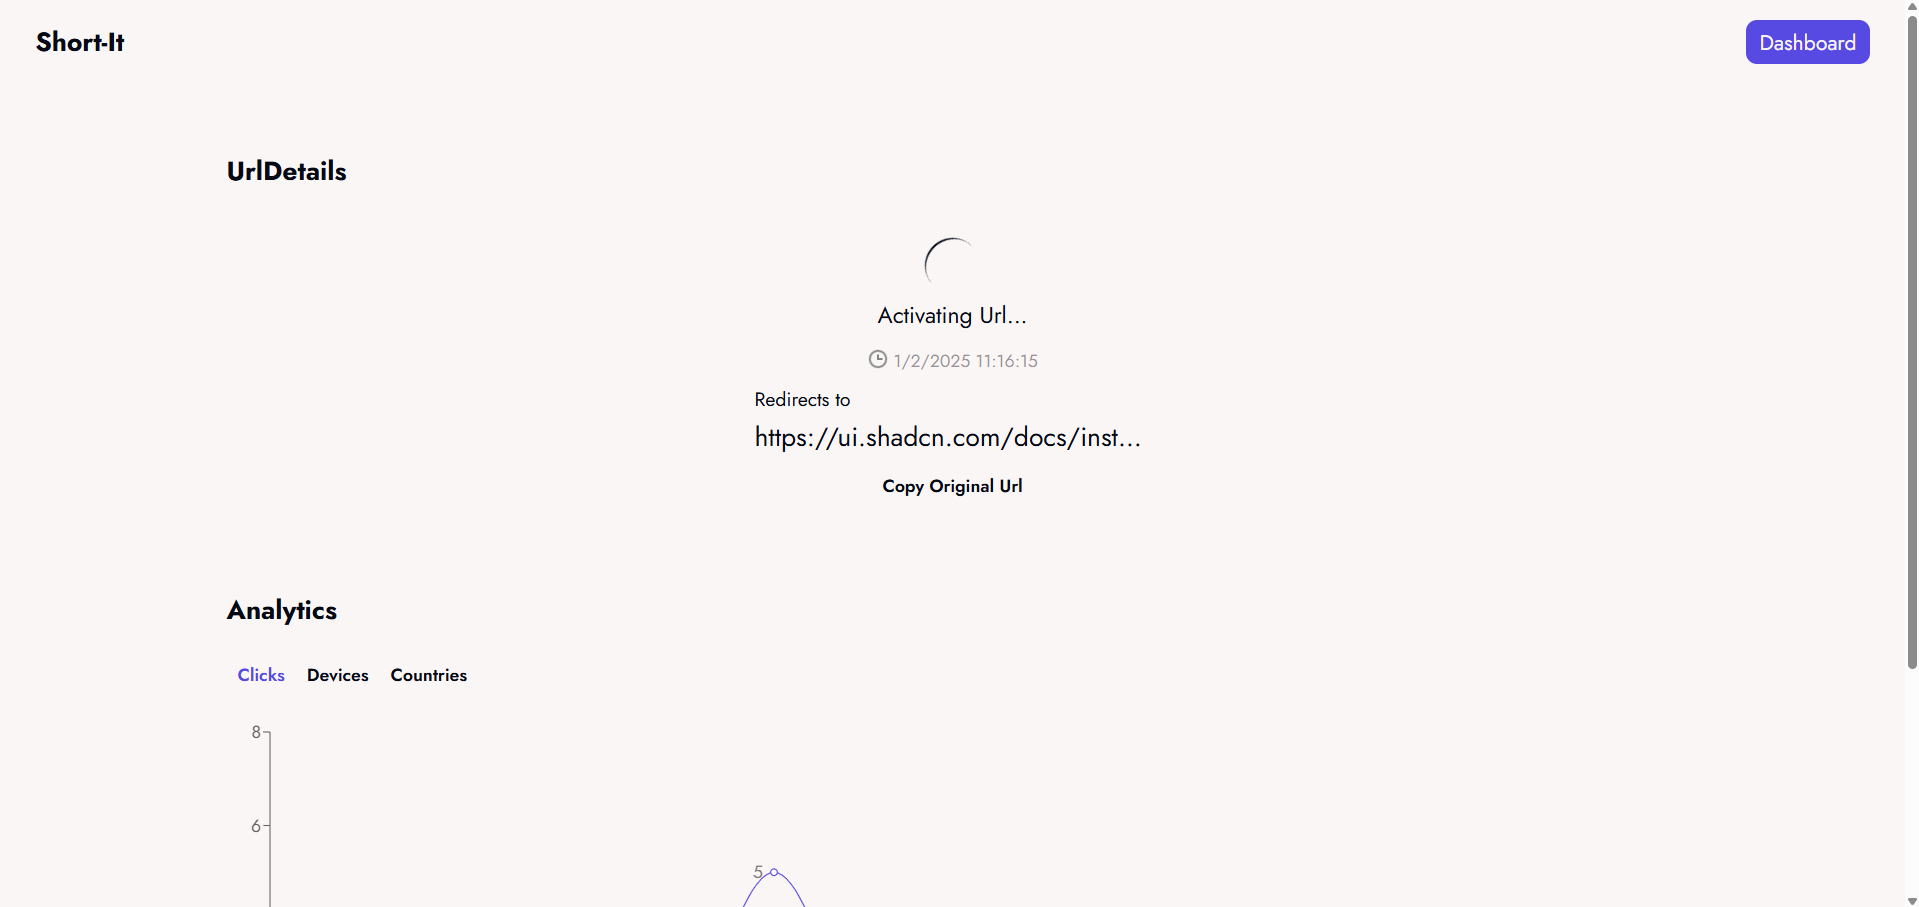 Short-It
Dashboard
UrlDetails
Activating Url...
1/2/2025 11:16:15
Redirects to
https://ui.shadcn.com/docs/inst...
Copy Original Url
Analytics
Clicks Devices Countries
8
6
5